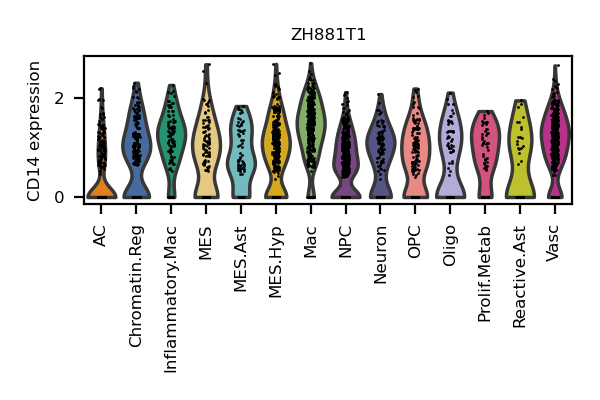 ZH881T1
CD14 expression
2
0
AC
Chromatin.Reg
Inflammatory.Mac
MES
MES.Ast
MES.Hyp
Mac
NPC
Neuron
OPC
Oligo
Prolif.Metab
Reactive.Ast
Vasc